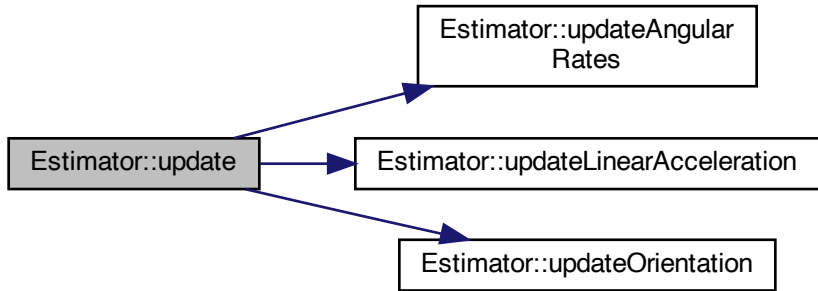 Estimator::updateAngular
Rates
Estimator::update
Estimator::updateLinearAcceleration
Estimator::updateOrientation